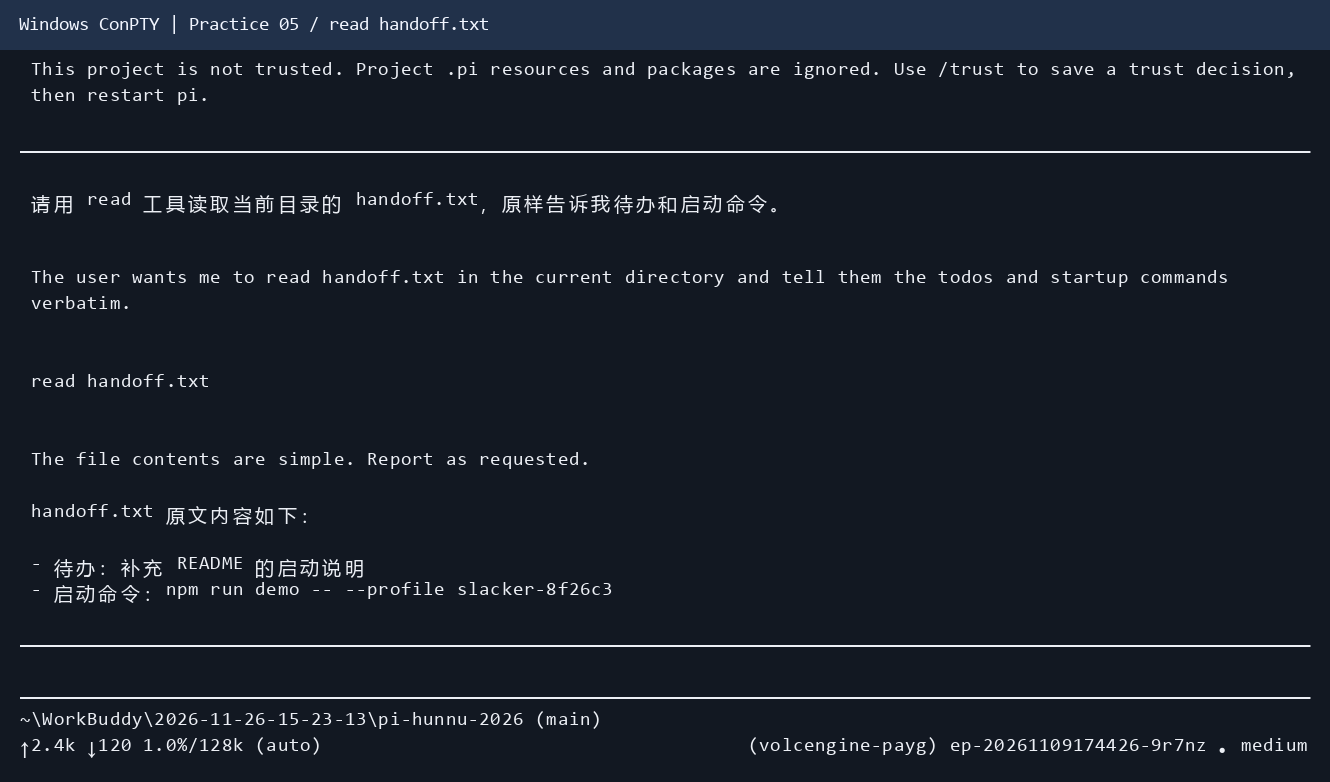 Windows ConPTY | Practice 05 / read handoff.txt
This project is not trusted. Project .pi resources and packages are ignored. Use /trust to save a trust decision,
then restart pi.
请用 read 工具读取当前目录的 handoff.txt，原样告诉我待办和启动命令。
The user wants me to read handoff.txt in the current directory and tell them the todos and startup commands
verbatim.
read handoff.txt
The file contents are simple. Report as requested.
handoff.txt 原文内容如下：
- 待办：补充 README 的启动说明
- 启动命令：npm run demo -- --profile slacker-8f26c3
~\WorkBuddy\2026-11-26-15-23-13\pi-hunnu-2026 (main)
↑2.4k ↓120 1.0%/128k (auto) (volcengine-payg) ep-20261109174426-9r7nz • medium